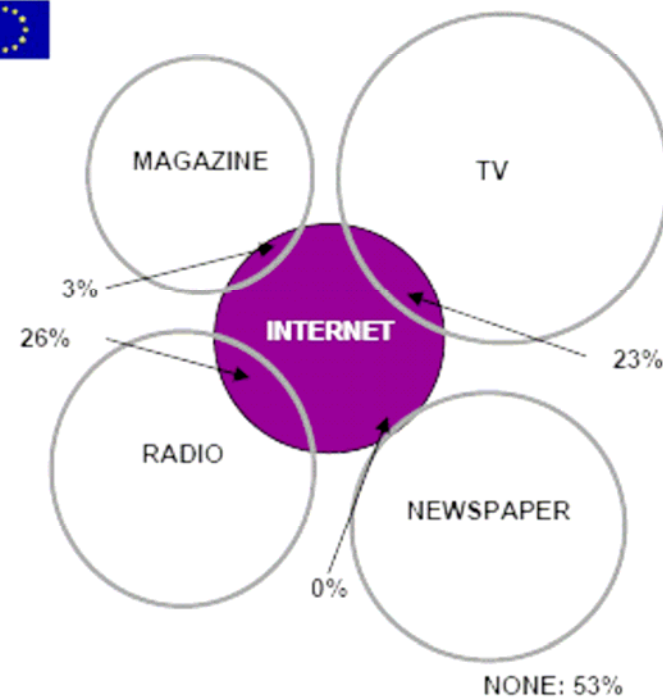 MAGAZINE
TV
3%
INTERNET
26%
23%
RADIO
NEWSPAPER
0%
NONE: 53%